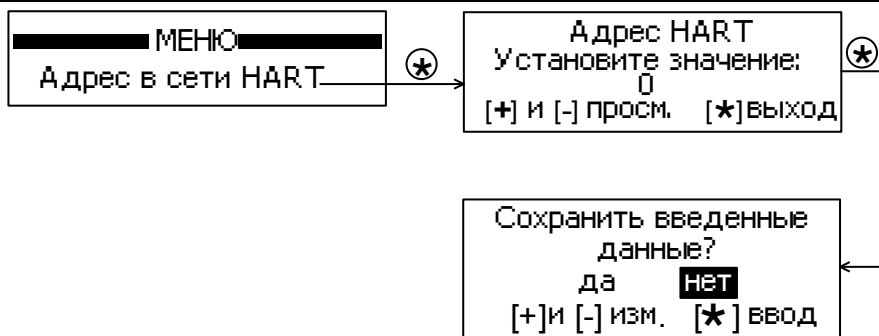 МЕНЮ
Адрес в сети HART
*
Адрес HART
Установите значение:
0
[+] и [-] просм. [*]выход
*
Сохранить введенные
данные?
да нет
[+]и [-] изм. [*] ввод